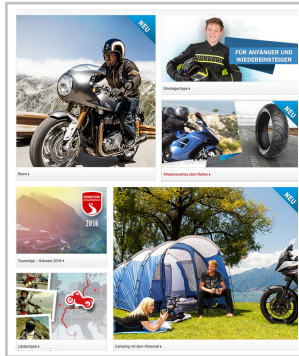 NEU
FÜR ANFÄNGER UND
WIEDEREINSTEIGER
Einsteigertipps
Retro
NEU
Wissenswertes über Reifen
2016
Tourentipp – Schweiz 2016
NEU
Ländertipps
Camping mit dem Motorrad